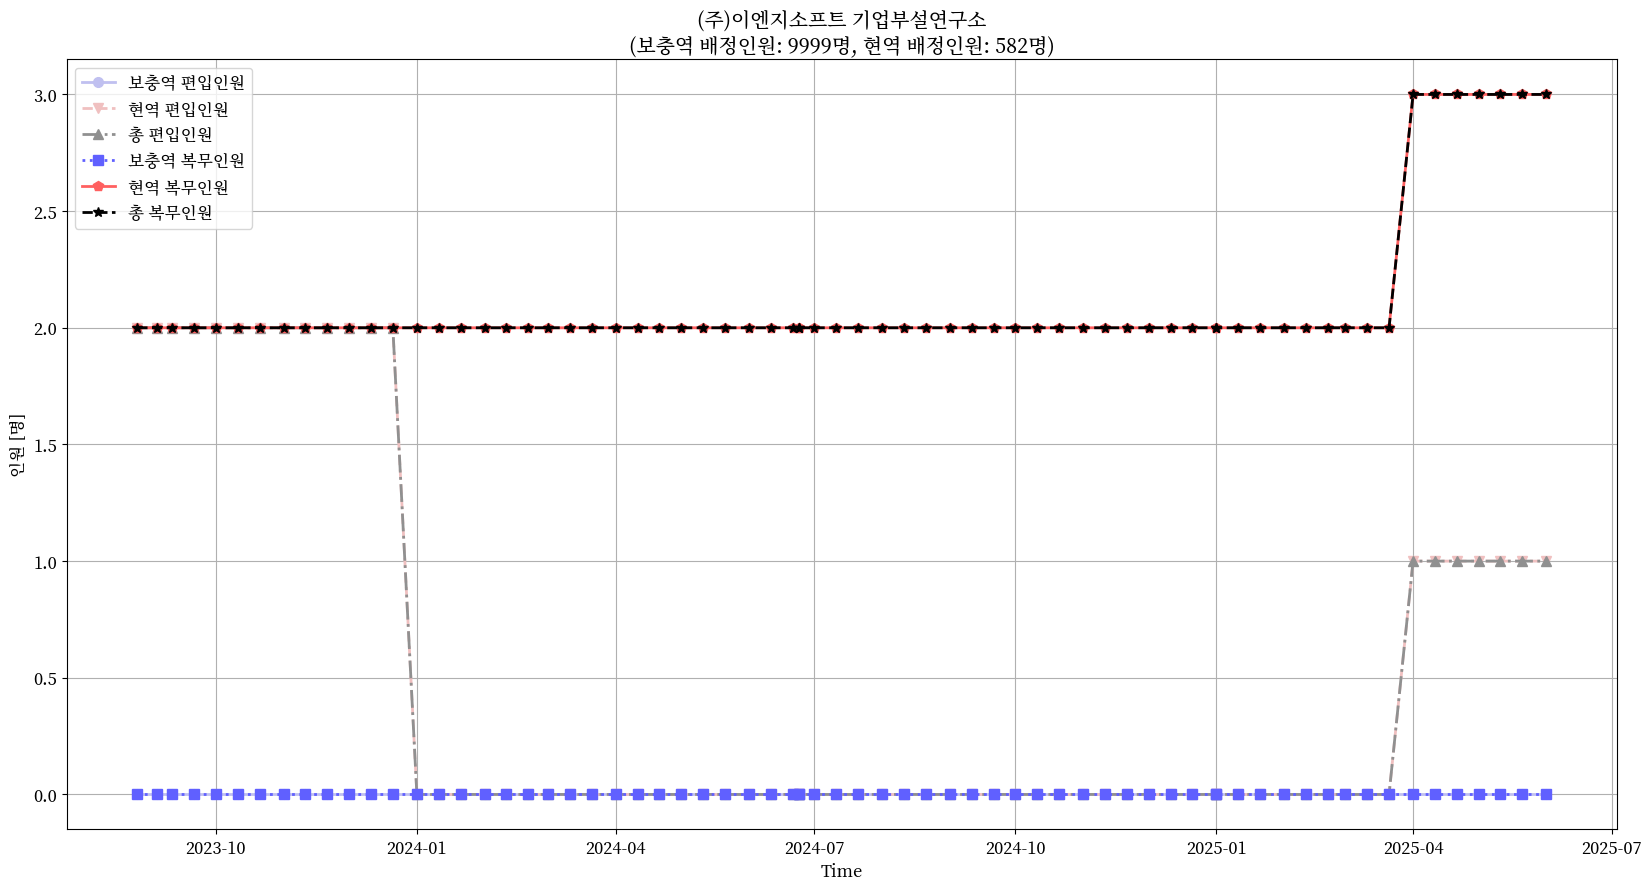 (주)이엔지소프트 기업부설연구소
(보충역 배정인원: 9999명, 현역 배정인원: 582명)
보충역 편입인원
현역 편입인원
총 편입인원
보충역 복무인원
현역 복무인원
총 복무인원
3.0
2.5
2.0
1.5
1.0
0.5
0.0
인원 [명]
2023-10
2024-01
2024-04
2024-07
2024-10
2025-01
2025-04
2025-07
Time